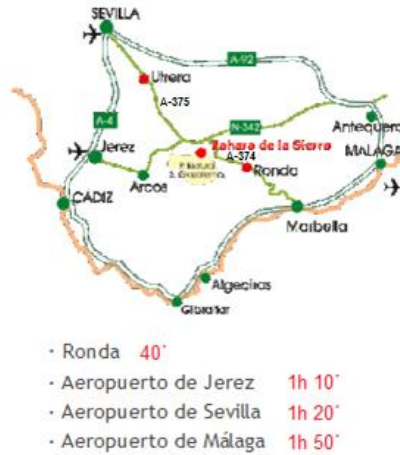 SEVILLA
A-92
Utrera
A-375
A-4
N-342
Antequera
Zahara de la Sierra
MALAGA
Jerez
A-374
Ronda
Arcos
CADIZ
Marbella
Algeciras
Gibraltar
· Ronda 40´
· Aeropuerto de Jerez 1h 10´
· Aeropuerto de Sevilla 1h 20´
· Aeropuerto de Málaga 1h 50´